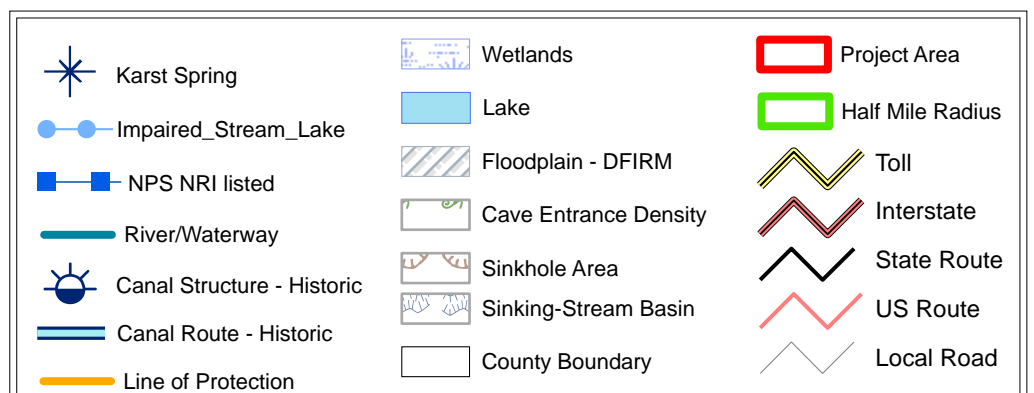 Karst Spring
Impaired_Stream_Lake
NPS NRI listed
River/Waterway
Canal Structure - Historic
Canal Route - Historic
Line of Protection
Wetlands
Lake
Floodplain - DFIRM
Cave Entrance Density
Sinkhole Area
Sinking-Stream Basin
County Boundary
Project Area
Half Mile Radius
Toll
Interstate
State Route
US Route
Local Road